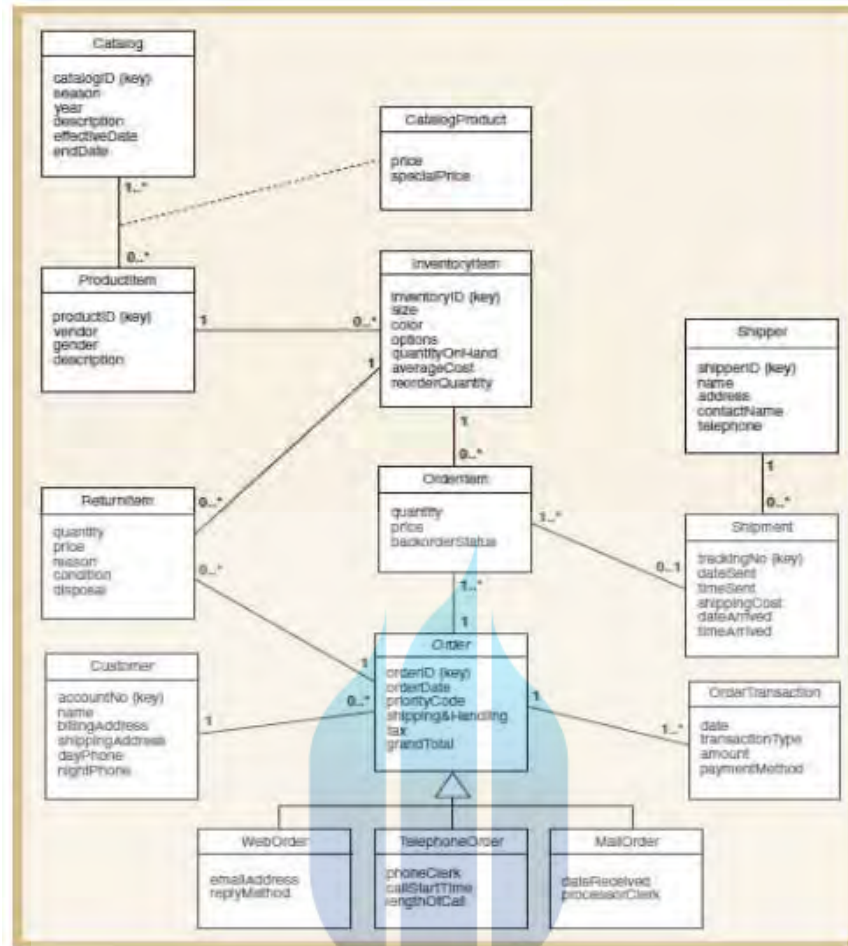 Catalog
catalogID (key)
season
year
description
effectiveDate
endDate
1..*
0..*
CatalogProduct
price
specialPrice
ProductItem
productID (key)
vendor
gender
description
1
0..*
InventoryItem
inventoryID (key)
size
color
options
quantityOnHand
averageCost
reorderQuantity
1
1
0..*
Shipper
shipperID (key)
name
address
contactName
telephone
1
0..*
ReturnItem
quantity
price
reason
condition
disposal
0..*
0..*
OrderItem
quantity
price
backorderStatus
1..*
0..1
1..*
1
Shipment
trackingNo (key)
dateSent
timeSent
shippingCost
dateArrived
timeArrived
Customer
accountNo (key)
name
billingAddress
shippingAddress
dayPhone
nightPhone
1
0..*
1
Order
orderID (key)
orderDate
priorityCode
shipping&Handling
tax
grandTotal
1
1..*
OrderTransaction
date
transactionType
amount
paymentMethod
WebOrder
emailAddress
replyMethod
TelephoneOrder
phoneClerk
callStartTime
lengthOfCall
MailOrder
dateReceived
processorClerk